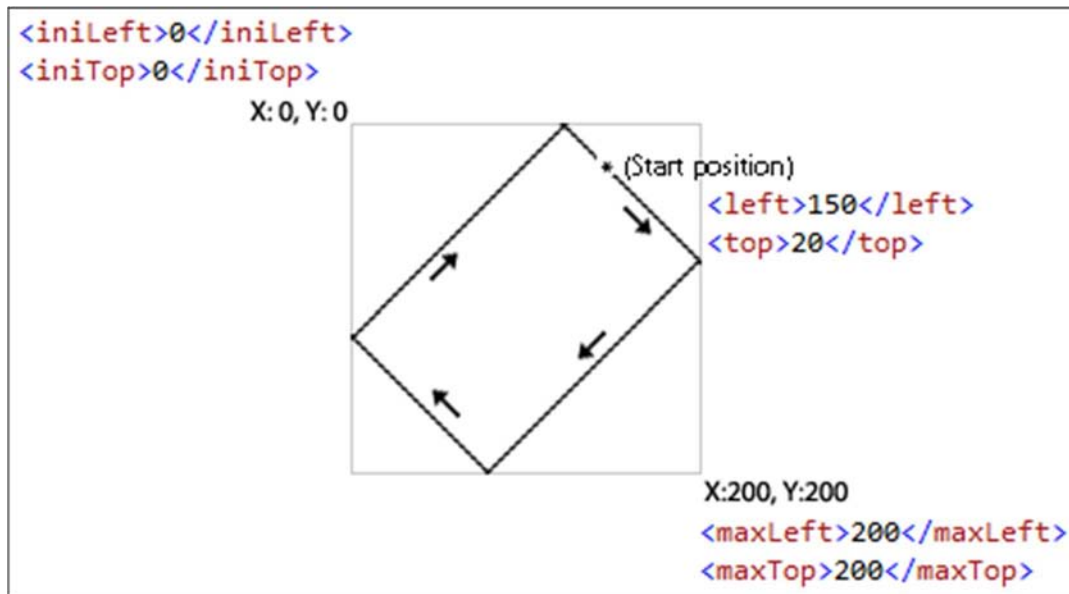 <iniLeft>0</iniLeft>
<iniTop>0</iniTop>
X: 0, Y: 0
* (Start position)
<left>150</left>
<top>20</top>
X:200, Y:200
<maxLeft>200</maxLeft>
<maxTop>200</maxTop>